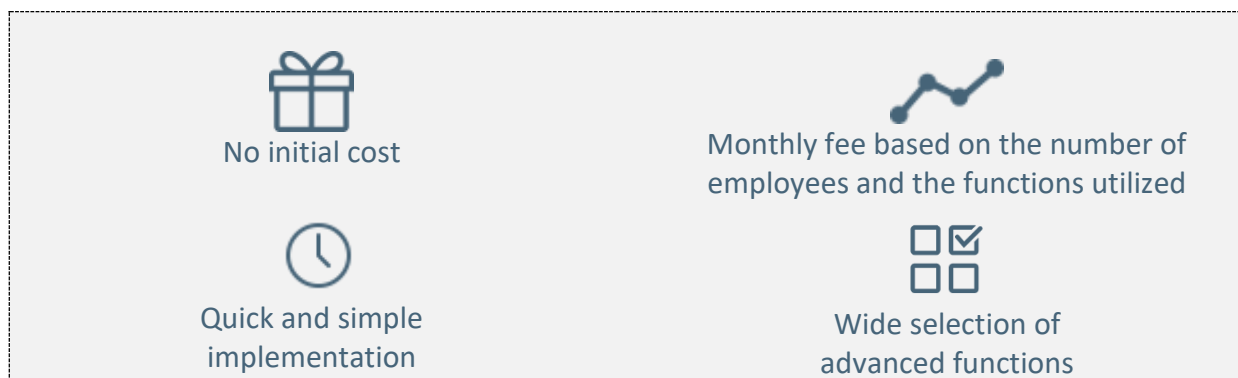 No initial cost
Monthly fee based on the number of
employees and the functions utilized
Quick and simple
implementation
Wide selection of
advanced functions